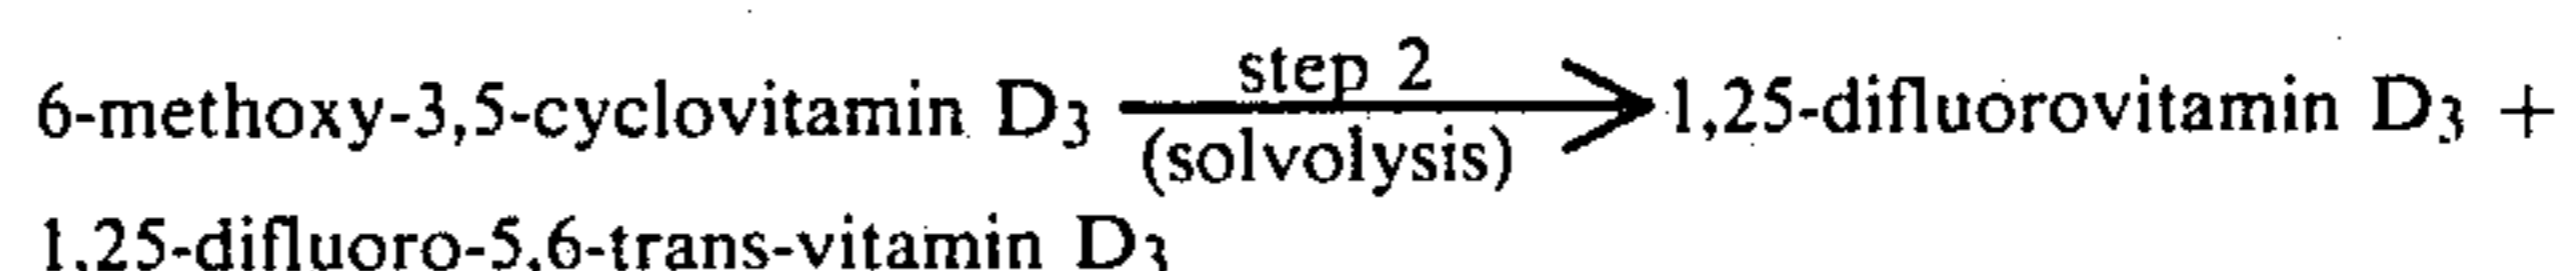 6-methoxy-3,5-cyclovitamin D3 step 2 (solvolysis) > 1,25-difluorovitamin D3 +
1,25-difluoro-5,6-trans-vitamin D3